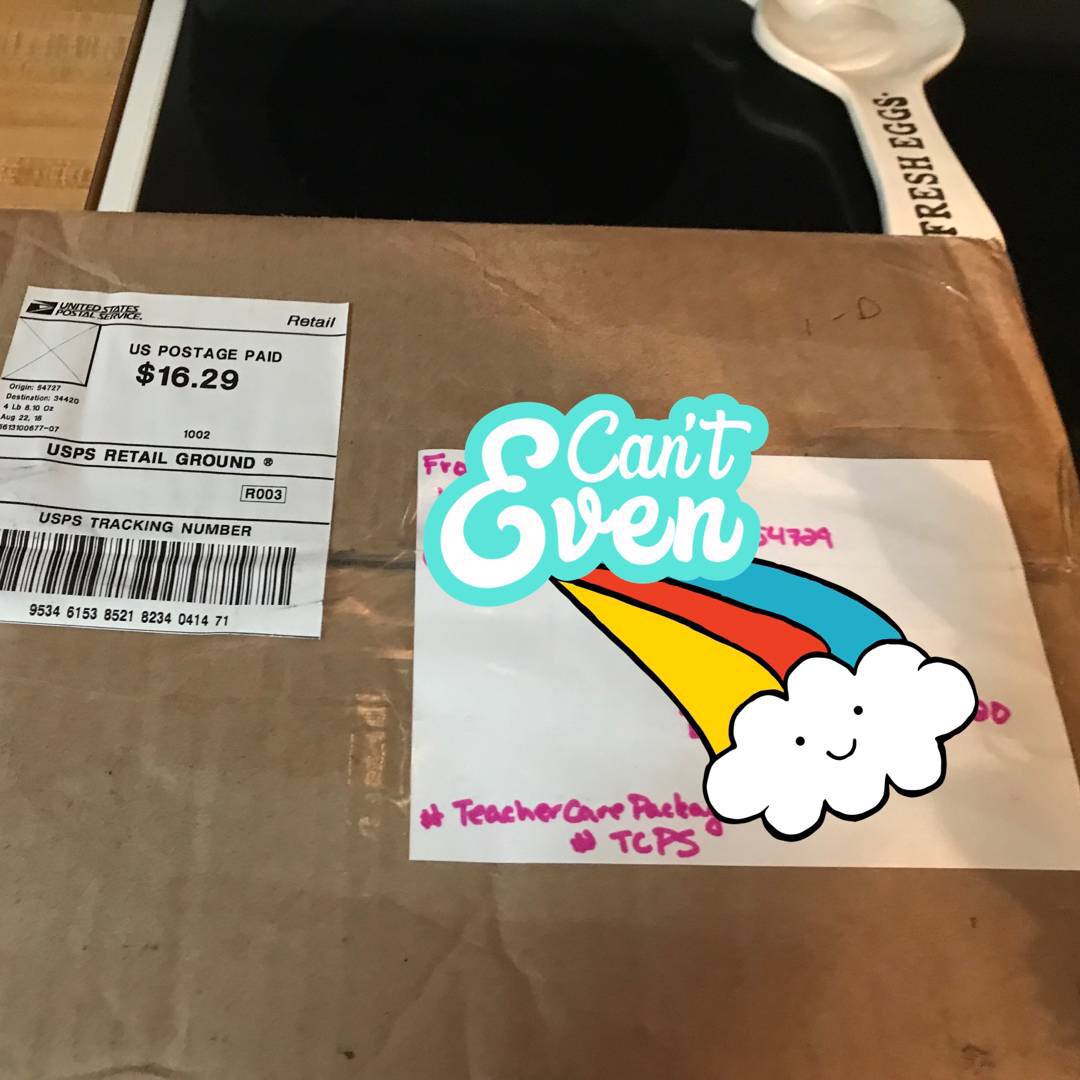 FRESH EGGS
1-D
UNITED STATES
POSTAL SERVICE.
Retail
US POSTAGE PAID
$16.29
Origin: 54727
Destination: 34420
4 Lb 8.10 Oz
Aug 22, 18
1002
USPS RETAIL GROUND ®
R003
USPS TRACKING NUMBER
9534 6153 8521 8234 0414 71
Can't
Even
54729
# TeacherCare
# TCPS